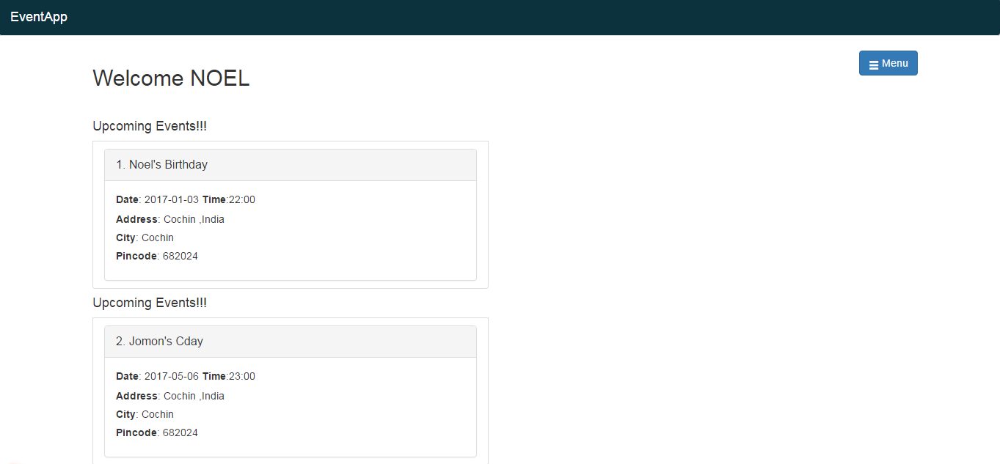 EventApp
Menu
Welcome NOEL
Upcoming Events!!!
1. Noel's Birthday
Date: 2017-01-03 Time:22:00
Address: Cochin ,India
City: Cochin
Pincode: 682024
Upcoming Events!!!
2. Jomon's Cday
Date: 2017-05-06 Time:23:00
Address: Cochin ,India
City: Cochin
Pincode: 682024